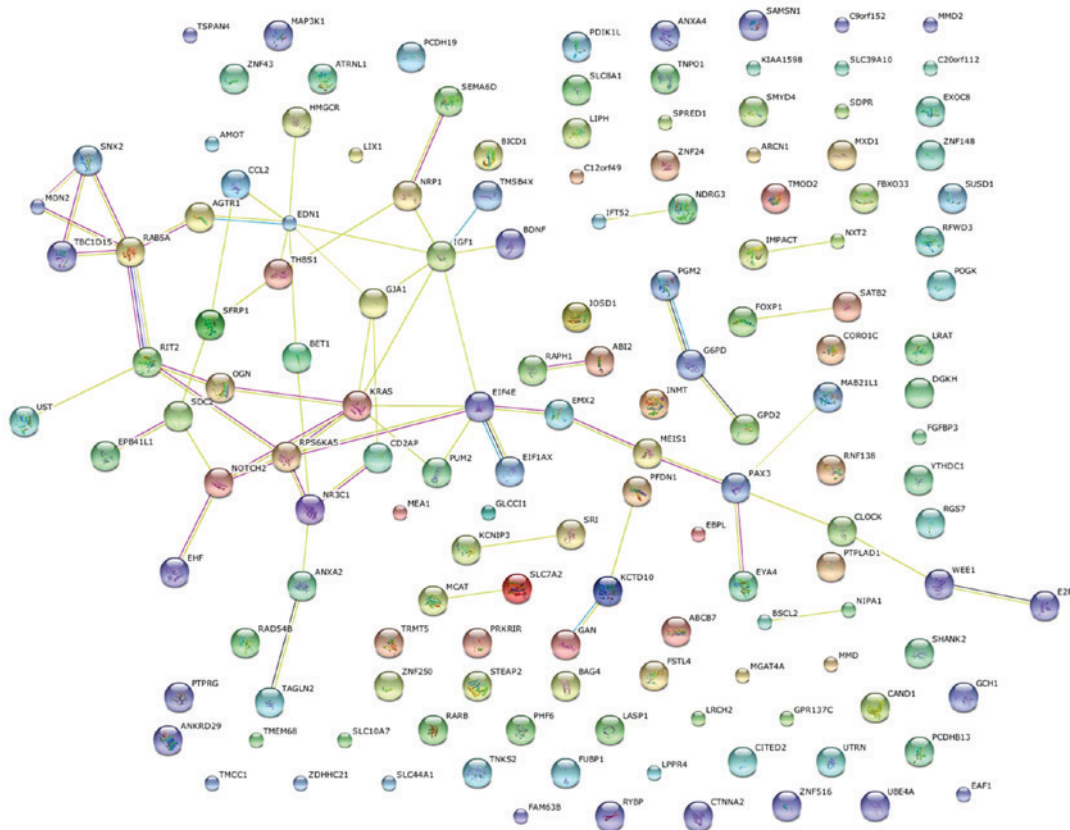 TSPAN4
MAP3K1
PCDH19
PDIK1L
ANXA4
SAMSN1
C9orf152
MMD2
ZNF43
ATRNL1
SEMA6D
SLC8A1
TNPO1
KIAA1598
SLC39A10
C20orf112
HMGCR
SPRED1
SMYD4
SDPR
EXOC8
AMOT
LIX1
BICD1
LIPH
SNX2
CCL2
NRP1
TMSB4X
C12orf49
ZNF24
ARCN1
MXD1
ZNF148
MON2
AGTR1
EDN1
IFT52
NDRG3
TMOD2
FBXO33
SUSD1
TBC1D15
RAB5A
IGF1
BDNF
IMPACT
NXT2
RFWD3
THBS1
GJA1
PGM2
POGK
SFRP1
JOSD1
FOXP1
SATB2
RIT2
BET1
RAPH1
ABI2
G6PD
CORO1C
LRAT
OGN
KRAS
EIF4E
EMX2
INMT
GPD2
MAB21L1
DGKH
UST
SDC2
FGFBP3
EPB41L1
RPS6KA5
CD2AP
PUM2
EIF1AX
MEIS1
RNF138
YTHDC1
NOTCH2
NR3C1
PFDN1
PAX3
MEA1
GLCCI1
EBPL
CLOCK
RGS7
KCNIP3
SRI
EHF
ANXA2
PTPLAD1
MCAT
SLC7A2
KCTD10
EYA4
WEE1
BSCL2
NIPA1
RAD54B
TRMT5
PRKRIR
GAN
ABCB7
SHANK2
PTPRG
TAGLN2
ZNF250
STEAP2
BAG4
FSTL4
MGAT4A
MMD
CAND1
GCH1
ANKRD29
TMEM68
SLC10A7
RARB
PHF6
LASP1
LRCH2
GPR137C
PCDHB13
TMCC1
ZDHHC21
SLC44A1
TNKS2
FUBP1
LPPR4
CITED2
UTRN
FAM63B
RYBP
CTNNA2
ZNF516
UBE4A
EAF1